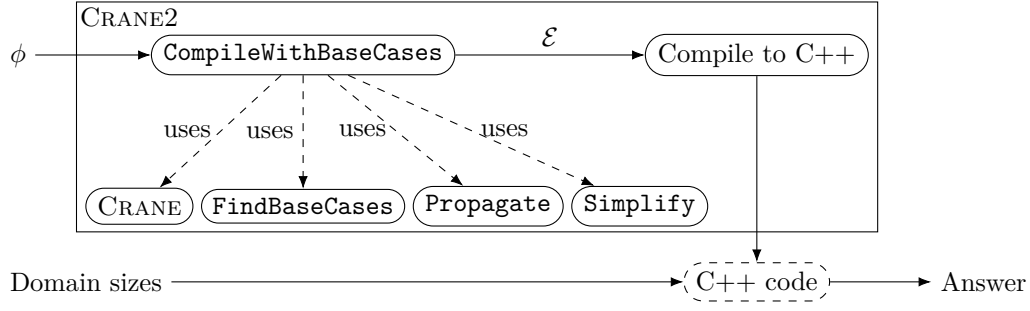 CRANE2
ϕ
CompileWithBaseCases
ℰ
Compile to C++
uses
uses
uses
uses
CRANE
FindBaseCases
Propagate
Simplify
Domain sizes
C++ code
Answer